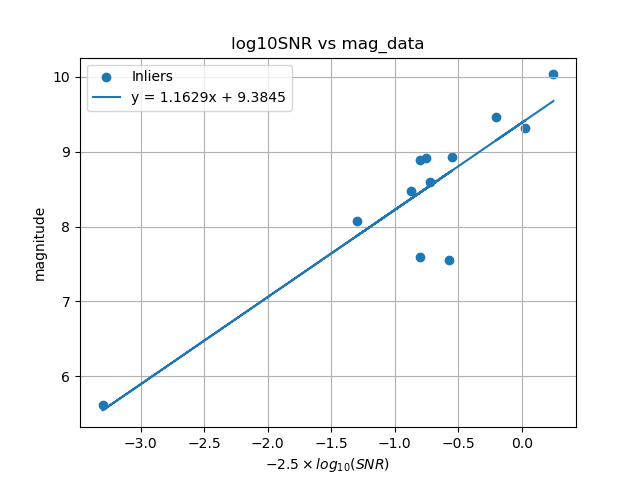 log10SNR vs mag_data
Inliers
y = 1.1629x + 9.3845
10
9
8
7
6
magnitude
−3.0 −2.5 −2.0 −1.5 −1.0 −0.5 0.0
−2.5 × log₁₀(SNR)